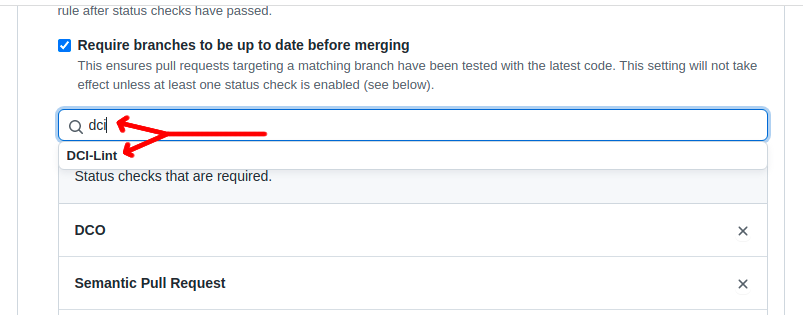 rule after status checks have passed.
Require branches to be up to date before merging
This ensures pull requests targeting a matching branch have been tested with the latest code. This setting will not take
effect unless at least one status check is enabled (see below).
dci
DCI-Lint
Status checks that are required.
DCO
Semantic Pull Request